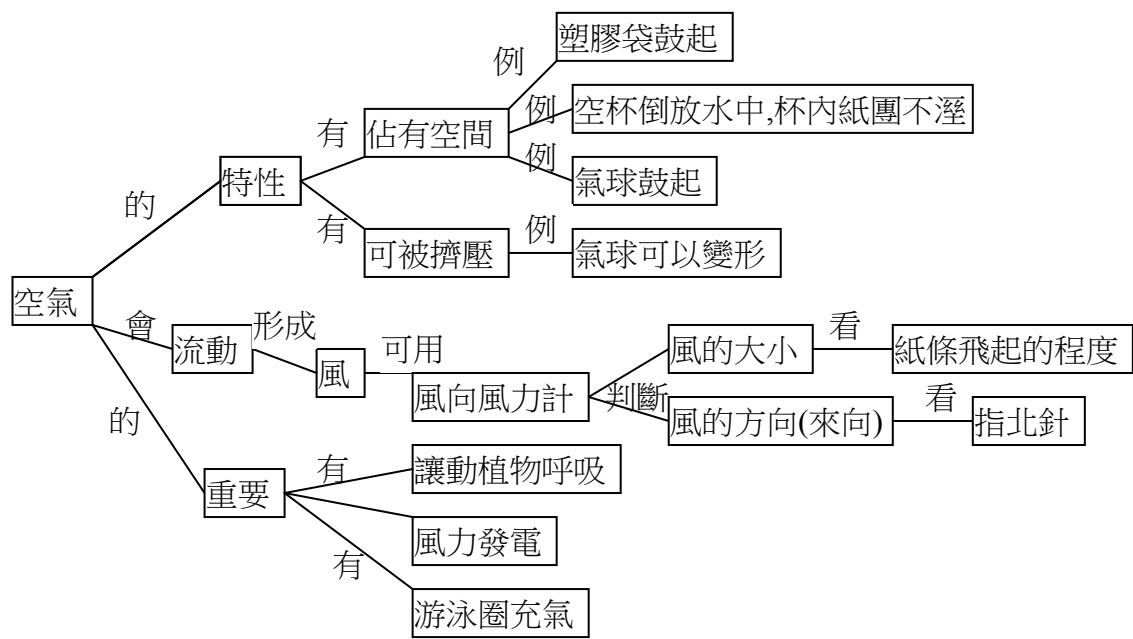 塑膠袋鼓起
例
空杯倒放水中,杯內紙團不溼
例
有
佔有空間
例
特性
氣球鼓起
的
有
例
可被擠壓
氣球可以變形
空氣
會
形成
流動
可用
風
風的大小
看
紙條飛起的程度
風向風力計
判斷
風的方向(來向)
看
指北針
的
有
讓動植物呼吸
重要
風力發電
有
游泳圈充氣